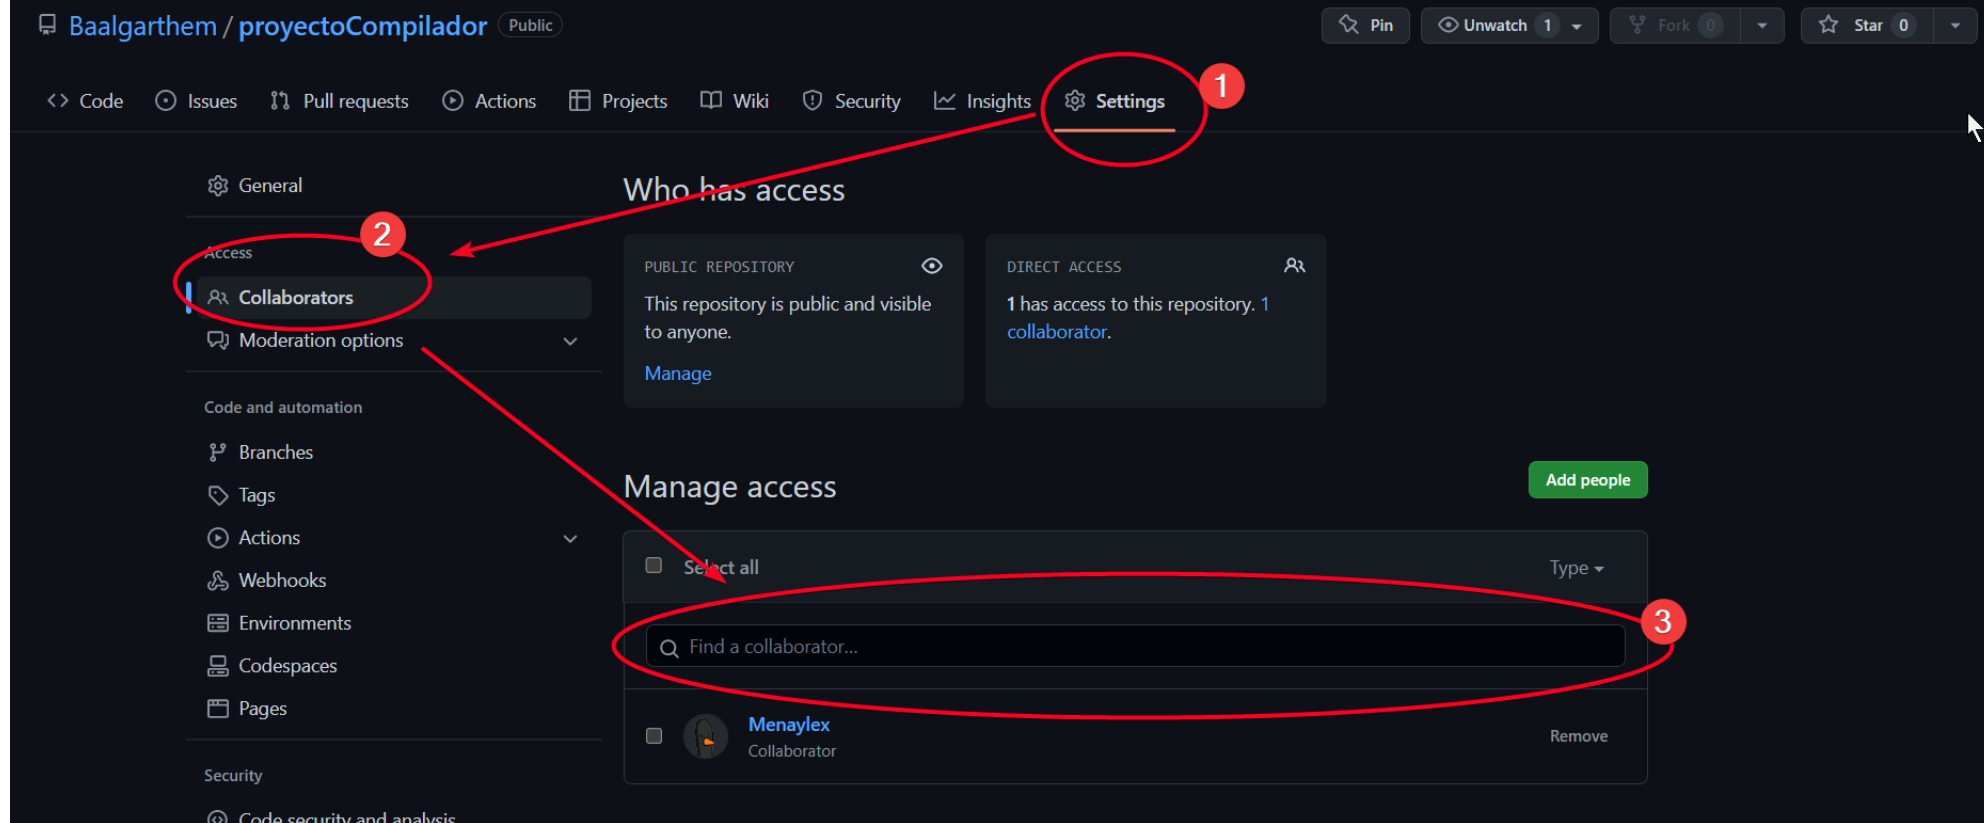 Baalgarthem / proyectoCompilador Public
Pin Unwatch 1 Fork 0 Star 0
Code Issues Pull requests Actions Projects Wiki Security Insights Settings
1
General
Access
2
Collaborators
Moderation options
Code and automation
Branches
Tags
Actions
Webhooks
Environments
Codespaces
Pages
Security
Code security and analysis
Who has access
PUBLIC REPOSITORY
This repository is public and visible
to anyone.
Manage
DIRECT ACCESS
1 has access to this repository. 1
collaborator.
Manage access
Add people
Select all
Type
Find a collaborator...
3
Menaylex
Collaborator
Remove